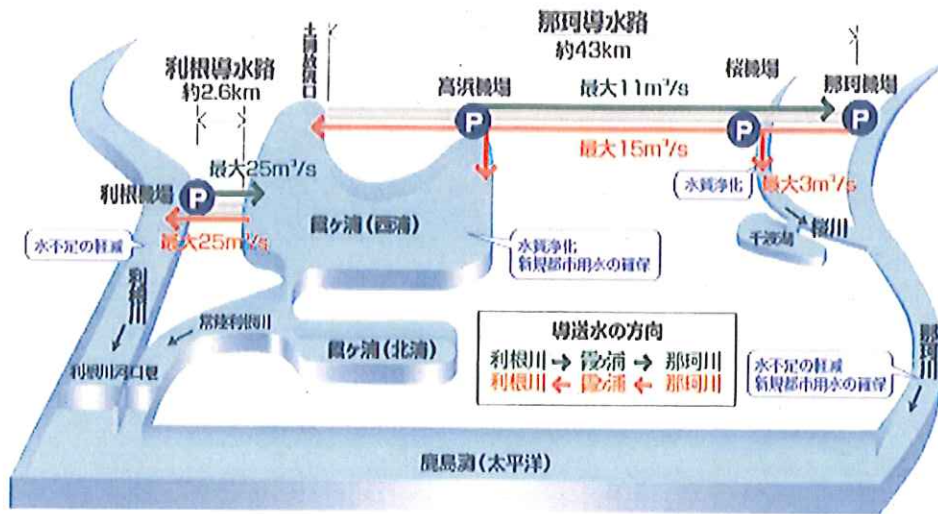 那珂導水路
約43km
利根導水路
約2.6km
土浦放流口
高浜機場
桜機場
那珂機場
最大11m³/s
最大15m³/s
最大25m³/s
利根機場
P
P
P
P
水質浄化
最大3m³/s
最大25m³/s
霞ヶ浦(西浦)
千波湖
桜川
水不足の軽減
水質浄化
新規都市用水の確保
利根川
常陸利根川
霞ヶ浦(北浦)
導送水の方向
利根川→霞ヶ浦→那珂川
利根川←霞ヶ浦←那珂川
水不足の軽減
新規都市用水の確保
那珂川
利根川河口堰
鹿島灘(太平洋)